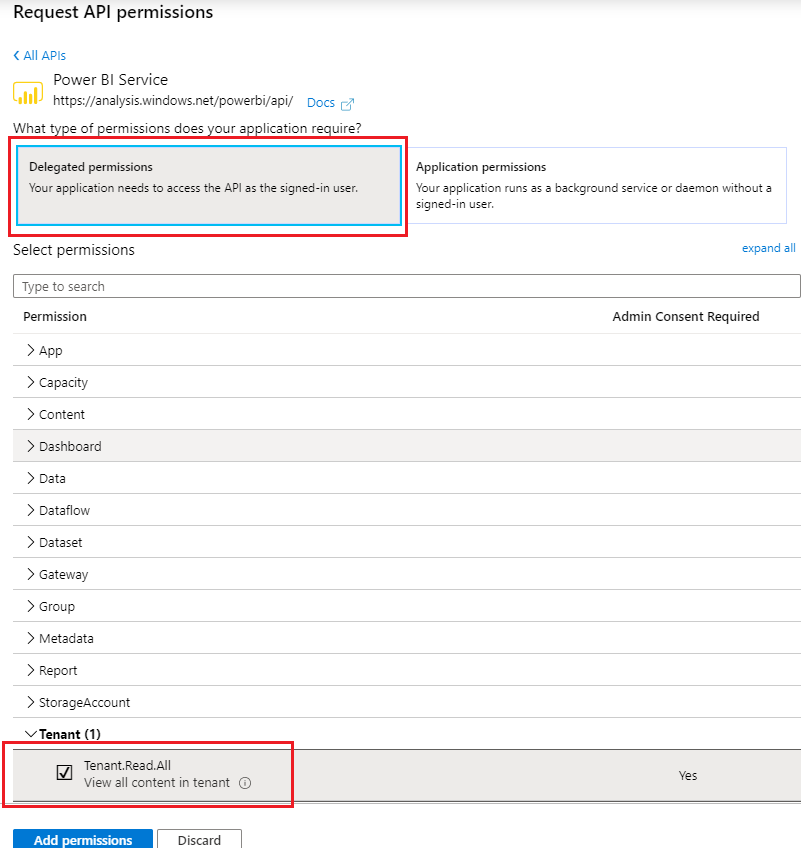 Request API permissions
All APIs
Power BI Service
https://analysis.windows.net/powerbi/api/ Docs
What type of permissions does your application require?
Delegated permissions
Your application needs to access the API as the signed-in user.
Application permissions
Your application runs as a background service or daemon without a
signed-in user.
Select permissions
expand all
Type to search
Permission
Admin Consent Required
App
Capacity
Content
Dashboard
Data
Dataflow
Dataset
Gateway
Group
Metadata
Report
StorageAccount
Tenant (1)
Tenant.Read.All
View all content in tenant
Yes
Add permissions
Discard